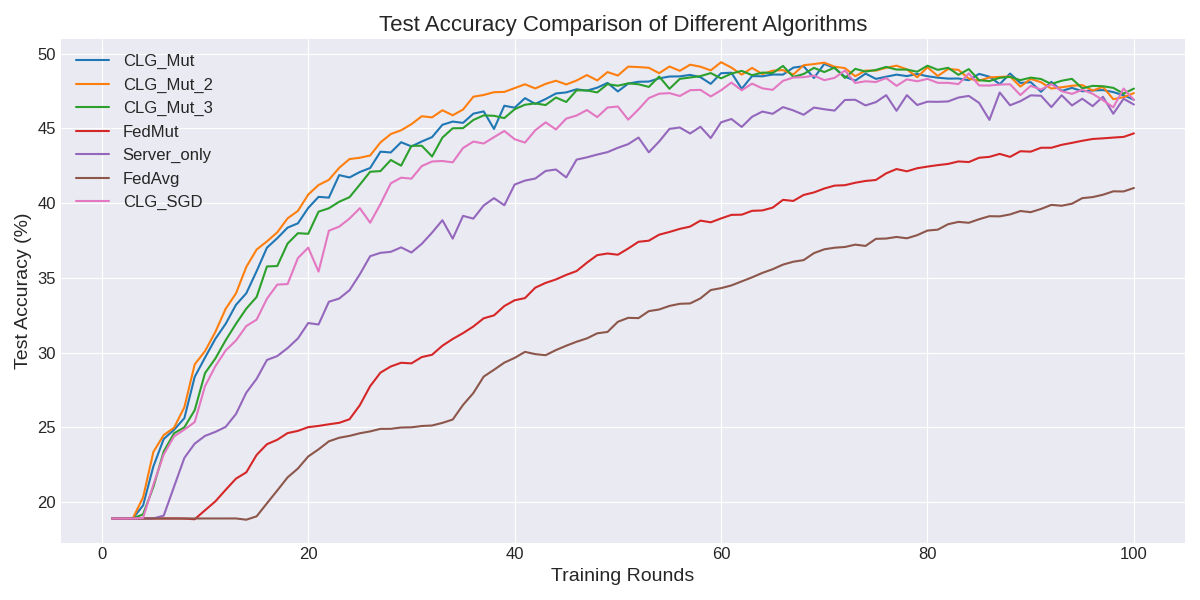 Test Accuracy Comparison of Different Algorithms
CLG_Mut
CLG_Mut_2
CLG_Mut_3
FedMut
Server_only
FedAvg
CLG_SGD
50
45
40
35
30
25
20
Test Accuracy (%)
0 20 40 60 80 100
Training Rounds